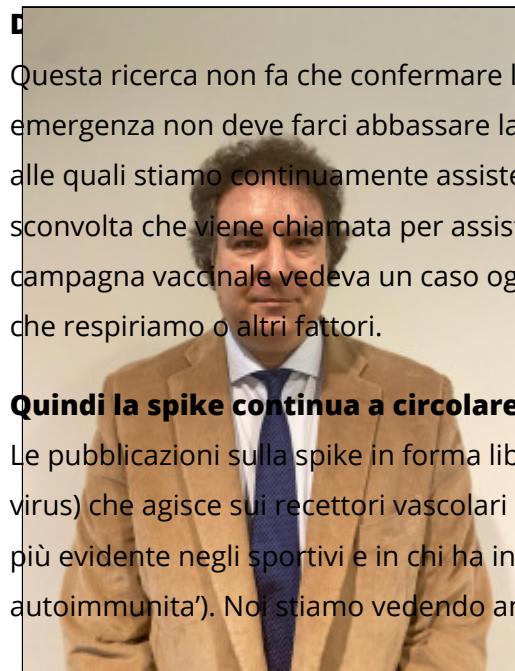 D
Questa ricerca non fa che confermare l
emergenza non deve farci abbassare la
alle quali stiamo continuamente assiste
sconvolta che viene chiamata per assist
campagna vaccinale vedeva un caso og
che respiriamo o altri fattori.
Quindi la spike continua a circolare
Le pubblicazioni sulla spike in forma lib
virus) che agisce sui recettori vascolari
più evidente negli sportivi e in chi ha in
autoimmunita’). Noi stiamo vedendo an